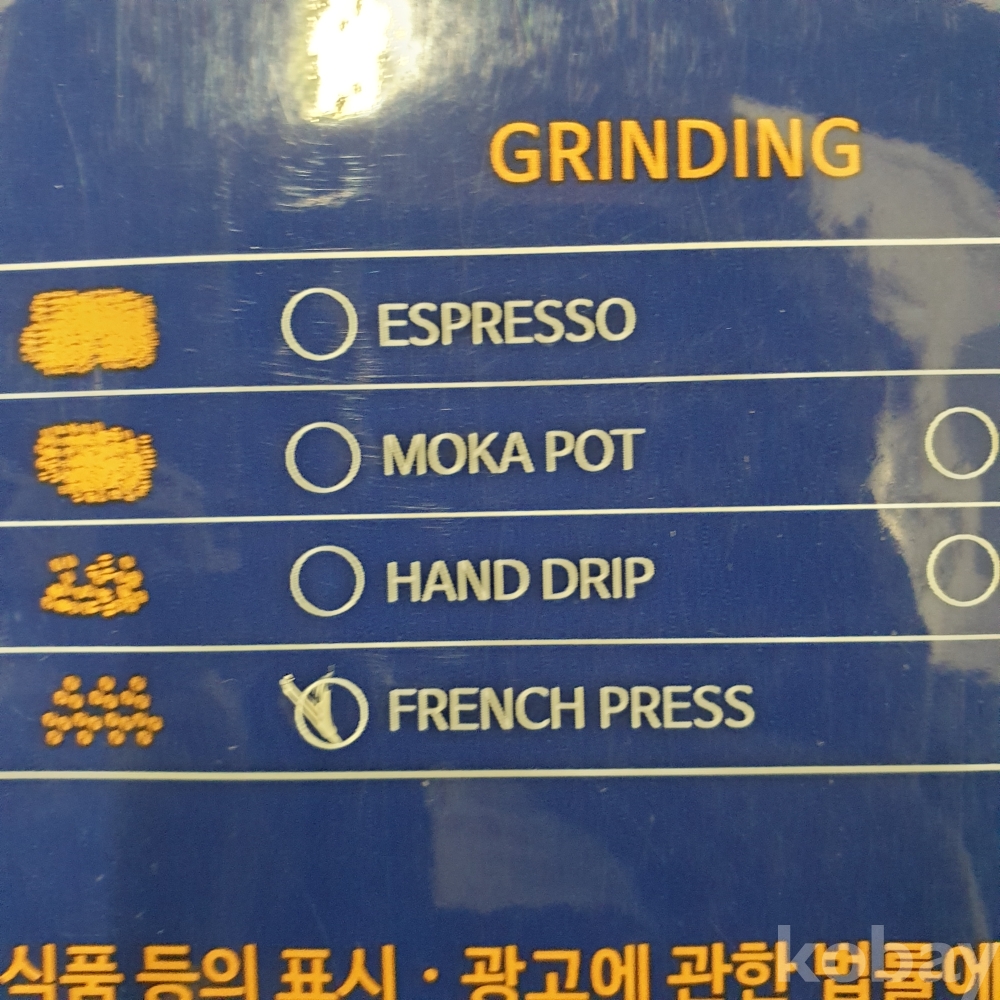 GRINDING
ESPRESSO
MOKA POT
HAND DRIP
FRENCH PRESS
식품 등의 표시 · 광고에 관한 법률에
kobay